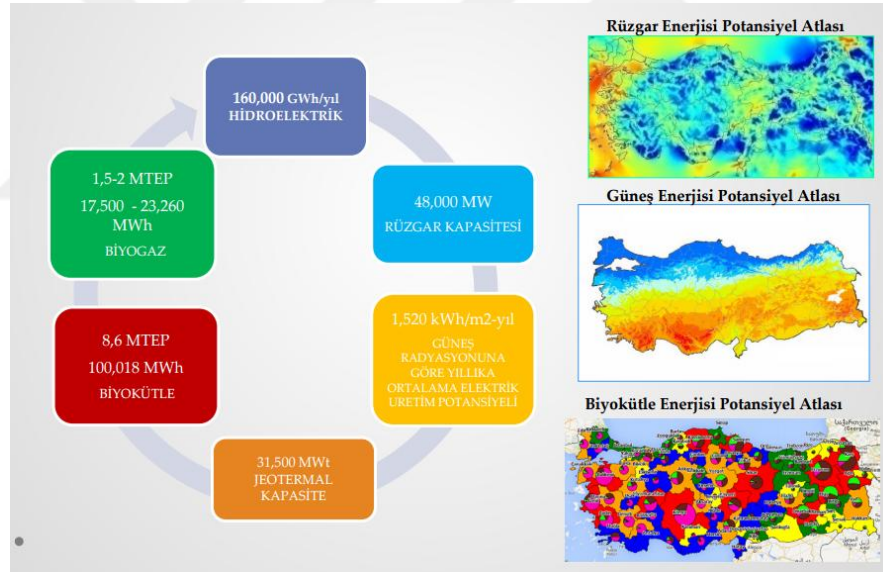 160,000 GWh/yıl
HİDROELEKTRİK
48,000 MW
RÜZGAR KAPASİTESİ
1,520 kWh/m2-yıl
GÜNEŞ
RADYASYONUNA
GÖRE YILLIKA
ORTALAMA ELEKTRİK
URETİM POTANSİYELİ
31,500 MWt
JEOTERMAL
KAPASİTE
8,6 MTEP
100,018 MWh
BİYOKÜTLE
1,5-2 MTEP
17,500 - 23,260
MWh
BİYOGAZ
Rüzgar Enerjisi Potansiyel Atlası
Güneş Enerjisi Potansiyel Atlası
Biyokütle Enerjisi Potansiyel Atlası